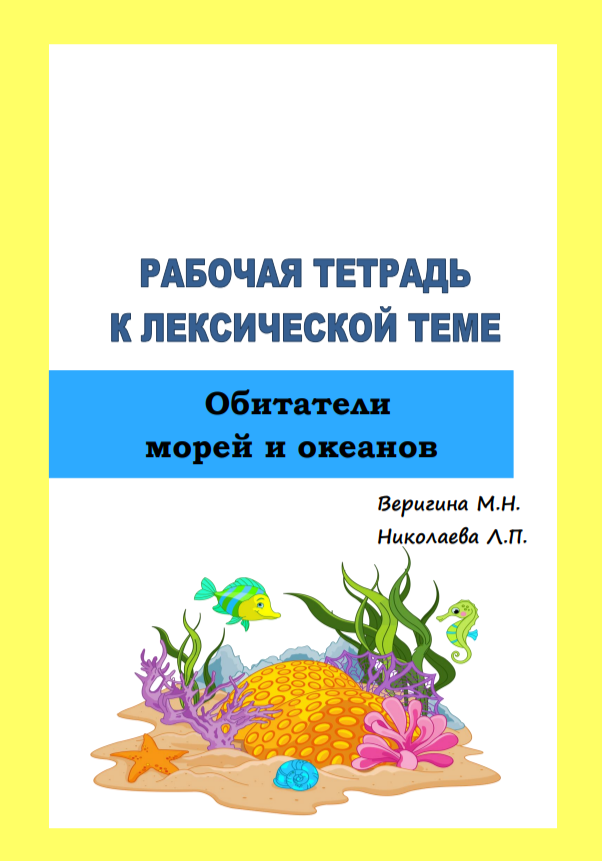 РАБОЧАЯ ТЕТРАДЬ
К ЛЕКСИЧЕСКОЙ ТЕМЕ
Обитатели
морей и океанов
Веригина М.Н.
Николаева Л.П.